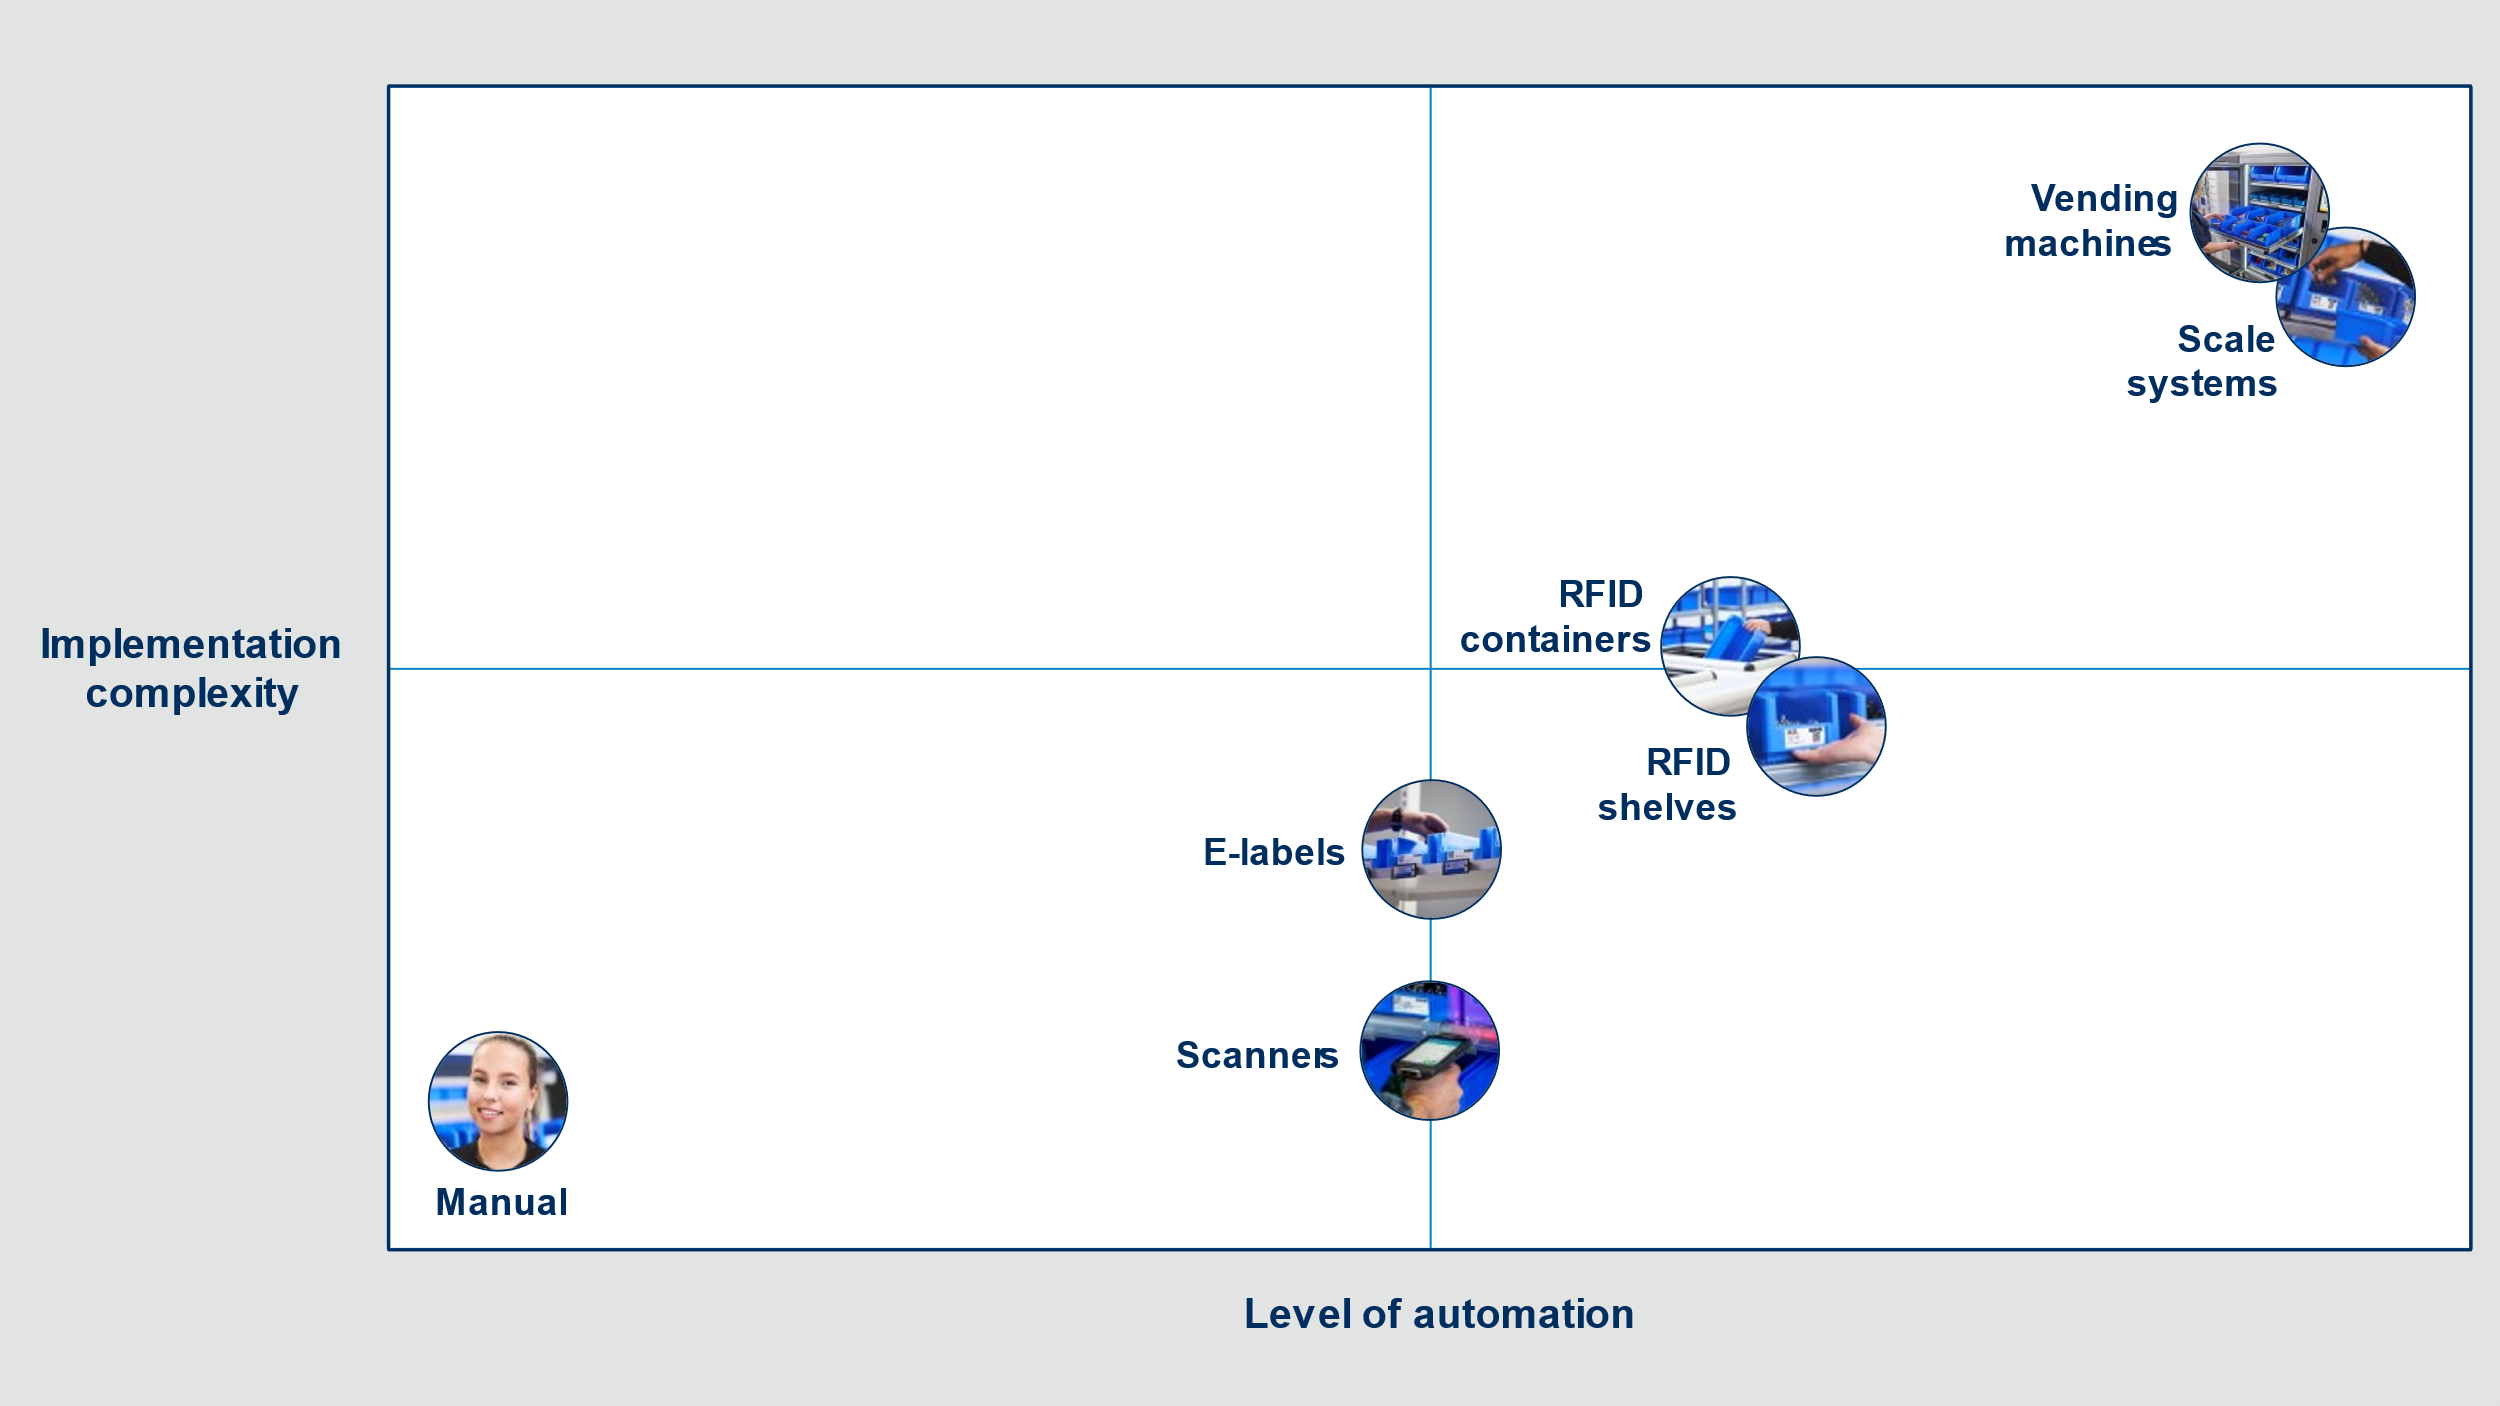 Vending
machines
Scale
systems
RFID
containers
Implementation
complexity
RFID
shelves
E-labels
Scanners
Manual
Level of automation